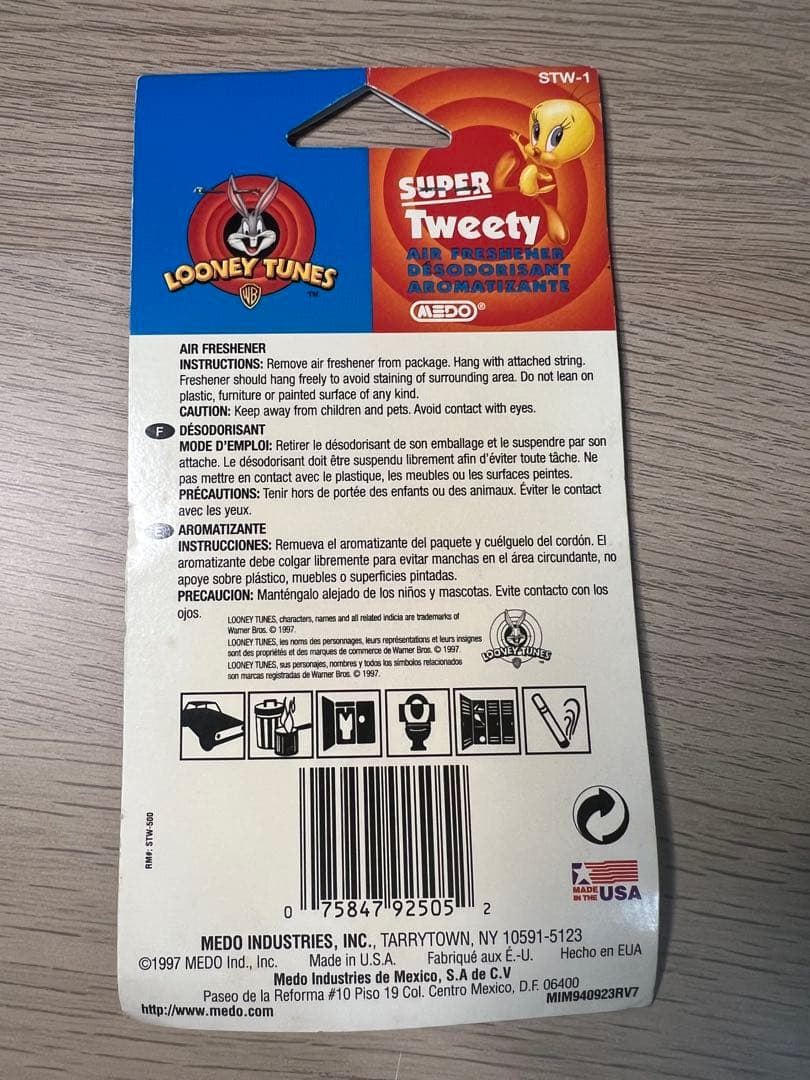 STW-1
SUPER
Tweety
AIR FRESHENER
DÉSODORISANT
AROMATIZANTE
MEDO®
LOONEY TUNES
WB
TM
AIR FRESHENER
INSTRUCTIONS: Remove air freshener from package. Hang with attached string.
Freshener should hang freely to avoid staining of surrounding area. Do not lean on
plastic, furniture or painted surface of any kind.
CAUTION: Keep away from children and pets. Avoid contact with eyes.
F DÉSODORISANT
MODE D'EMPLOI: Retirer le désodorisant de son emballage et le suspendre par son
attache. Le désodorisant doit être suspendu librement afin d'éviter toute tâche. Ne
pas mettre en contact avec le plastique, les meubles ou les surfaces peintes.
PRÉCAUTIONS: Tenir hors de portée des enfants ou des animaux. Éviter le contact
avec les yeux.
AROMATIZANTE
INSTRUCCIONES: Remueva el aromatizante del paquete y cuélguelo del cordón. El
aromatizante debe colgar libremente para evitar manchas en el área circundante, no
apoye sobre plástico, muebles o superficies pintadas.
PRECAUCION: Manténgalo alejado de los niños y mascotas. Evite contacto con los
ojos.
LOONEY TUNES, characters, names and all related indicia are trademarks of
Warner Bros. © 1997.
LOONEY TUNES, les noms des personnages, leurs représentations et leurs insignes
sont des propriétés et des marques de commerce de Warner Bros. © 1997.
LOONEY TUNES, sus personajes, nombres y todos los símbolos relacionados
son marcas registradas de Warner Bros. © 1997.
LOONEY TUNES
RM#: STW-500
0 75847 92505 2
MADE
IN THE USA
MEDO INDUSTRIES, INC., TARRYTOWN, NY 10591-5123
©1997 MEDO Ind., Inc. Made in U.S.A. Fabriqué aux É.-U. Hecho en EUA
Medo Industries de Mexico, S.A de C.V
Paseo de la Reforma #10 Piso 19 Col. Centro Mexico, D.F. 06400
http://www.medo.com MIM940923RV7